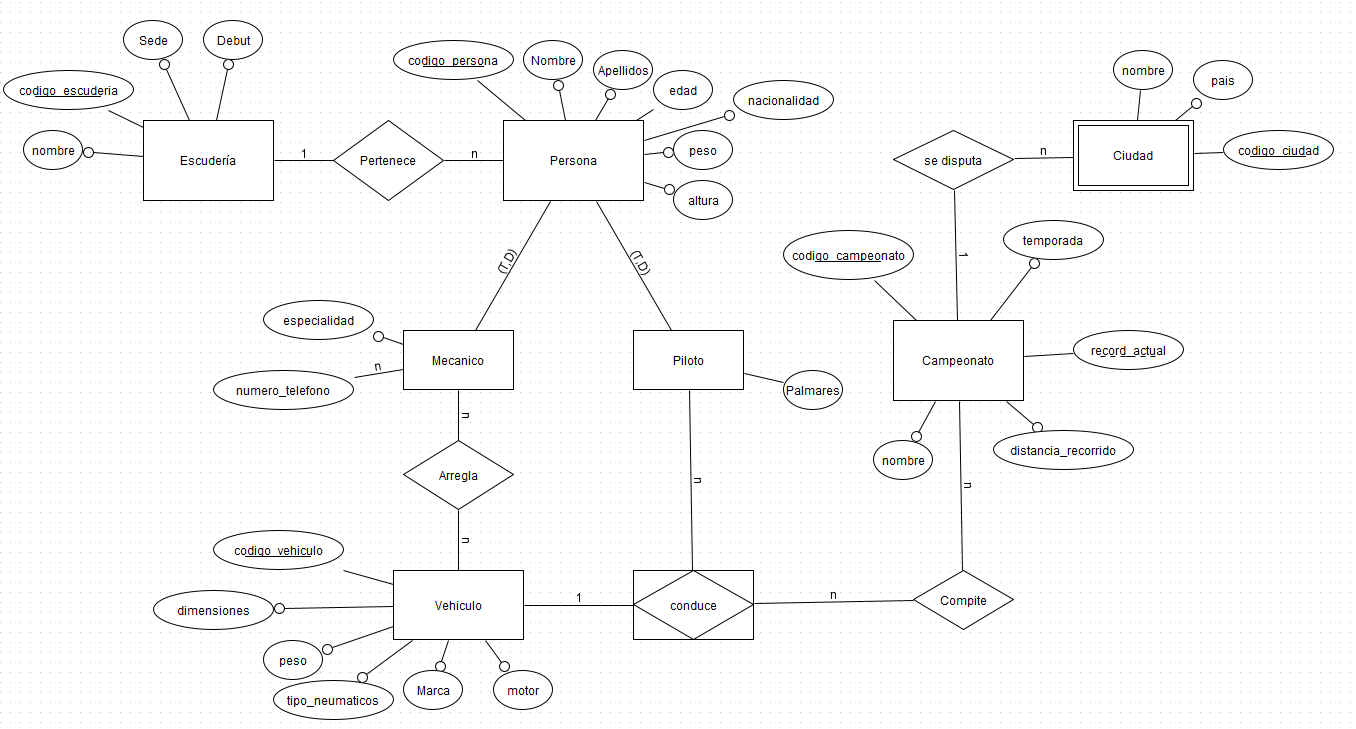 Sede
Debut
codigo_escuderia
nombre
Escudería
1
Pertenece
n
codigo_persona
Nombre
Apellidos
edad
nacionalidad
peso
altura
Persona
nombre
pais
codigo_ciudad
Ciudad
n
se disputa
1
(T,D)
(T,D)
codigo_campeonato
temporada
record_actual
Campeonato
nombre
distancia_recorrido
especialidad
n
numero_telefono
Mecanico
Piloto
Palmares
n
Arregla
n
n
n
codigo_vehiculo
dimensiones
peso
tipo_neumaticos
Marca
motor
Vehiculo
1
conduce
n
Compite